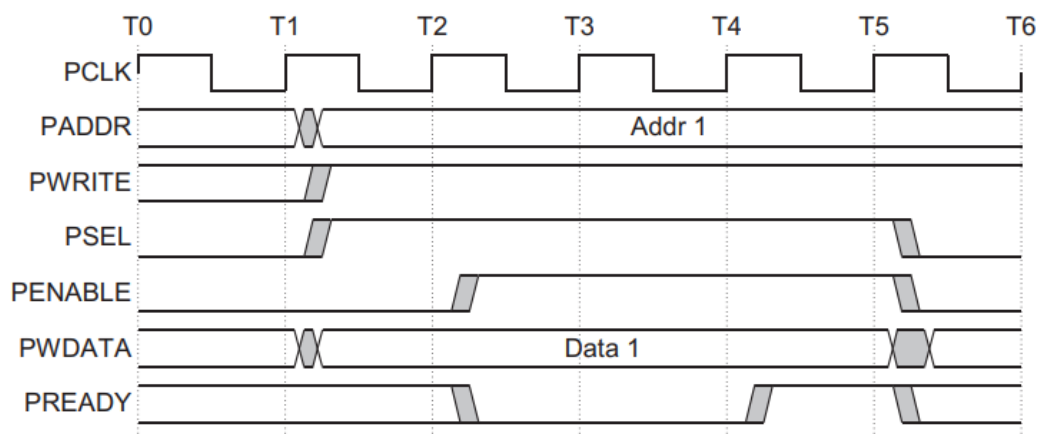 T0 T1 T2 T3 T4 T5 T6
PCLK
PADDR Addr 1
PWRITE
PSEL
PENABLE
PWDATA Data 1
PREADY